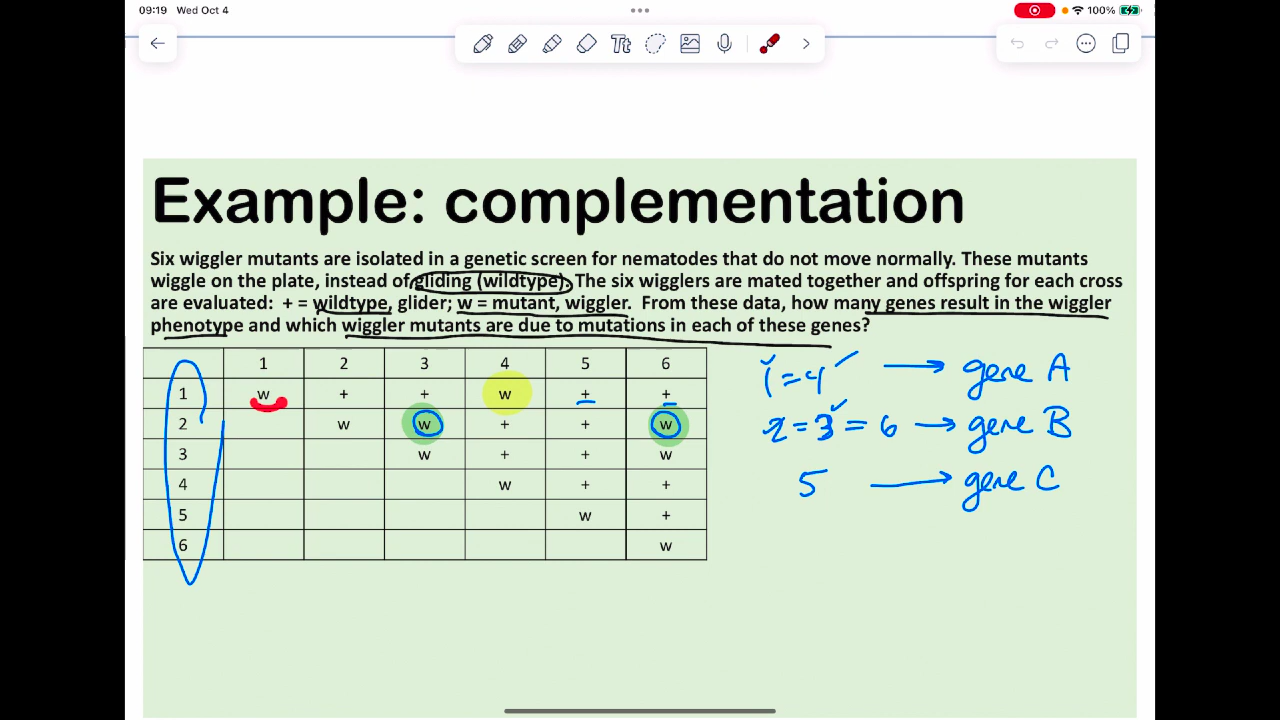 09:19 Wed Oct 4 100%
Tt
Example: complementation
Six wiggler mutants are isolated in a genetic screen for nematodes that do not move normally. These mutants
wiggle on the plate, instead of gliding (wildtype). The six wigglers are mated together and offspring for each cross
are evaluated: + = wildtype, glider; w = mutant, wiggler. From these data, how many genes result in the wiggler
phenotype and which wiggler mutants are due to mutations in each of these genes?
1 2 3 4 5 6
1 w + + w + +
2 w w + + w
3 w + + w
4 w + +
5 w +
6 w
1 = 4 → gene A
2 = 3 = 6 → gene B
5 → gene C